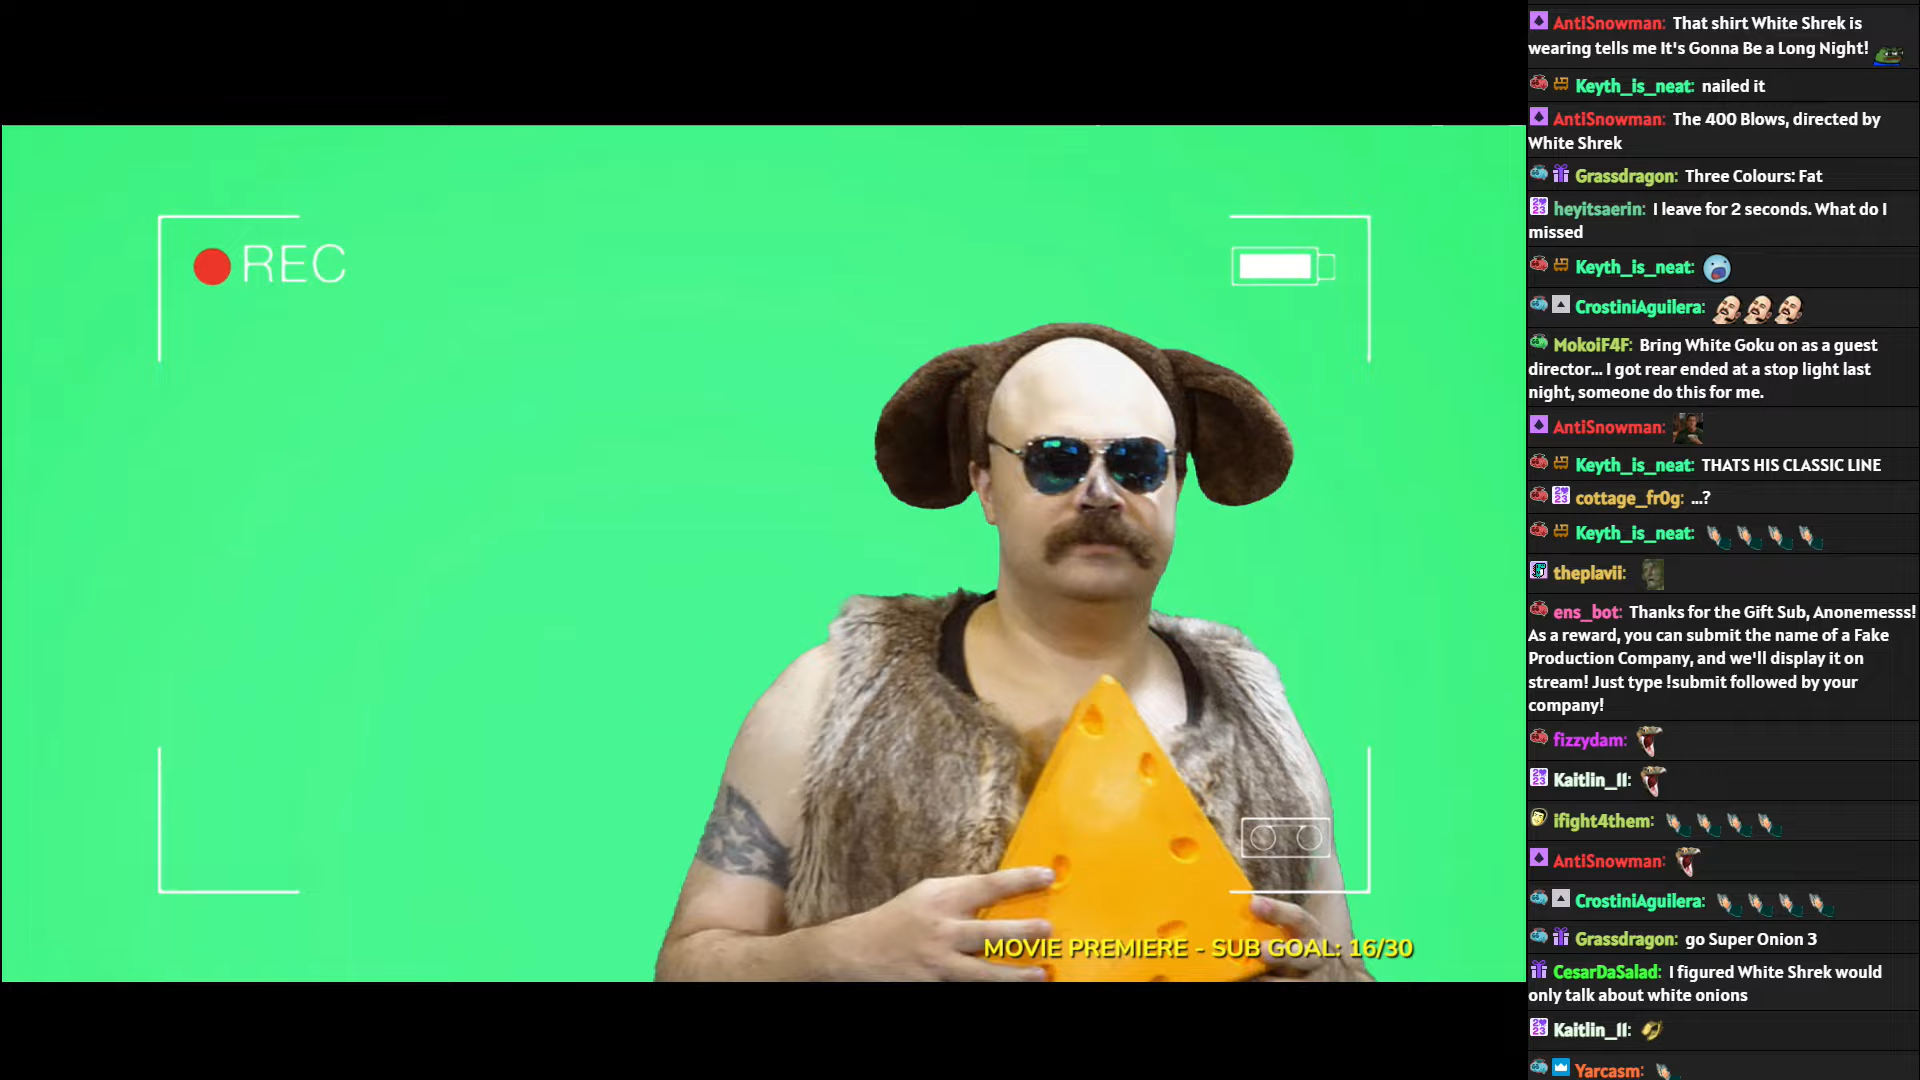 REC
MOVIE PREMIERE - SUB GOAL: 16/30
AntiSnowman: That shirt White Shrek is
wearing tells me It's Gonna Be a Long Night!
Keyth_is_neat: nailed it
AntiSnowman: The 400 Blows, directed by
White Shrek
Grassdragon: Three Colours: Fat
heyitsaerin: I leave for 2 seconds. What do I
missed
Keyth_is_neat:
CrostiniAguilera:
MokoiF4F: Bring White Goku on as a guest
director... I got rear ended at a stop light last
night, someone do this for me.
AntiSnowman:
Keyth_is_neat: THATS HIS CLASSIC LINE
cottage_fr0g: ...?
Keyth_is_neat:
theplavii:
ens_bot: Thanks for the Gift Sub, Anonemesss!
As a reward, you can submit the name of a Fake
Production Company, and we'll display it on
stream! Just type !submit followed by your
company!
fizzydam:
Kaitlin_11:
ifight4them:
AntiSnowman:
CrostiniAguilera:
Grassdragon: go Super Onion 3
CesarDaSalad: I figured White Shrek would
only talk about white onions
Kaitlin_11:
Yarcasm: